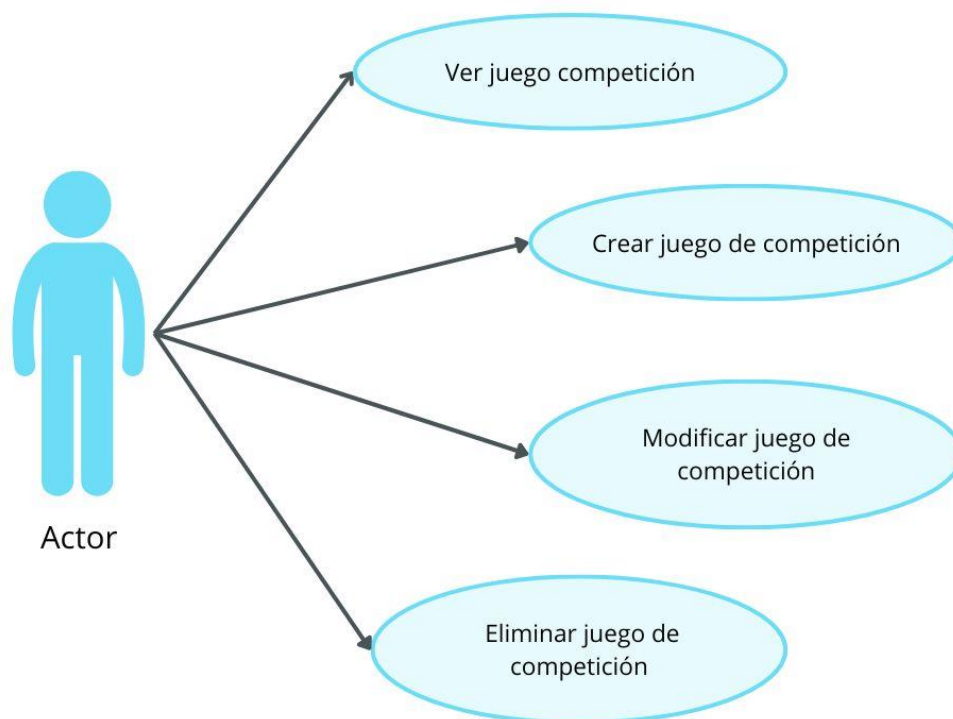 Ver juego competición
Crear juego de competición
Modificar juego de
competición
Actor
Eliminar juego de
competición